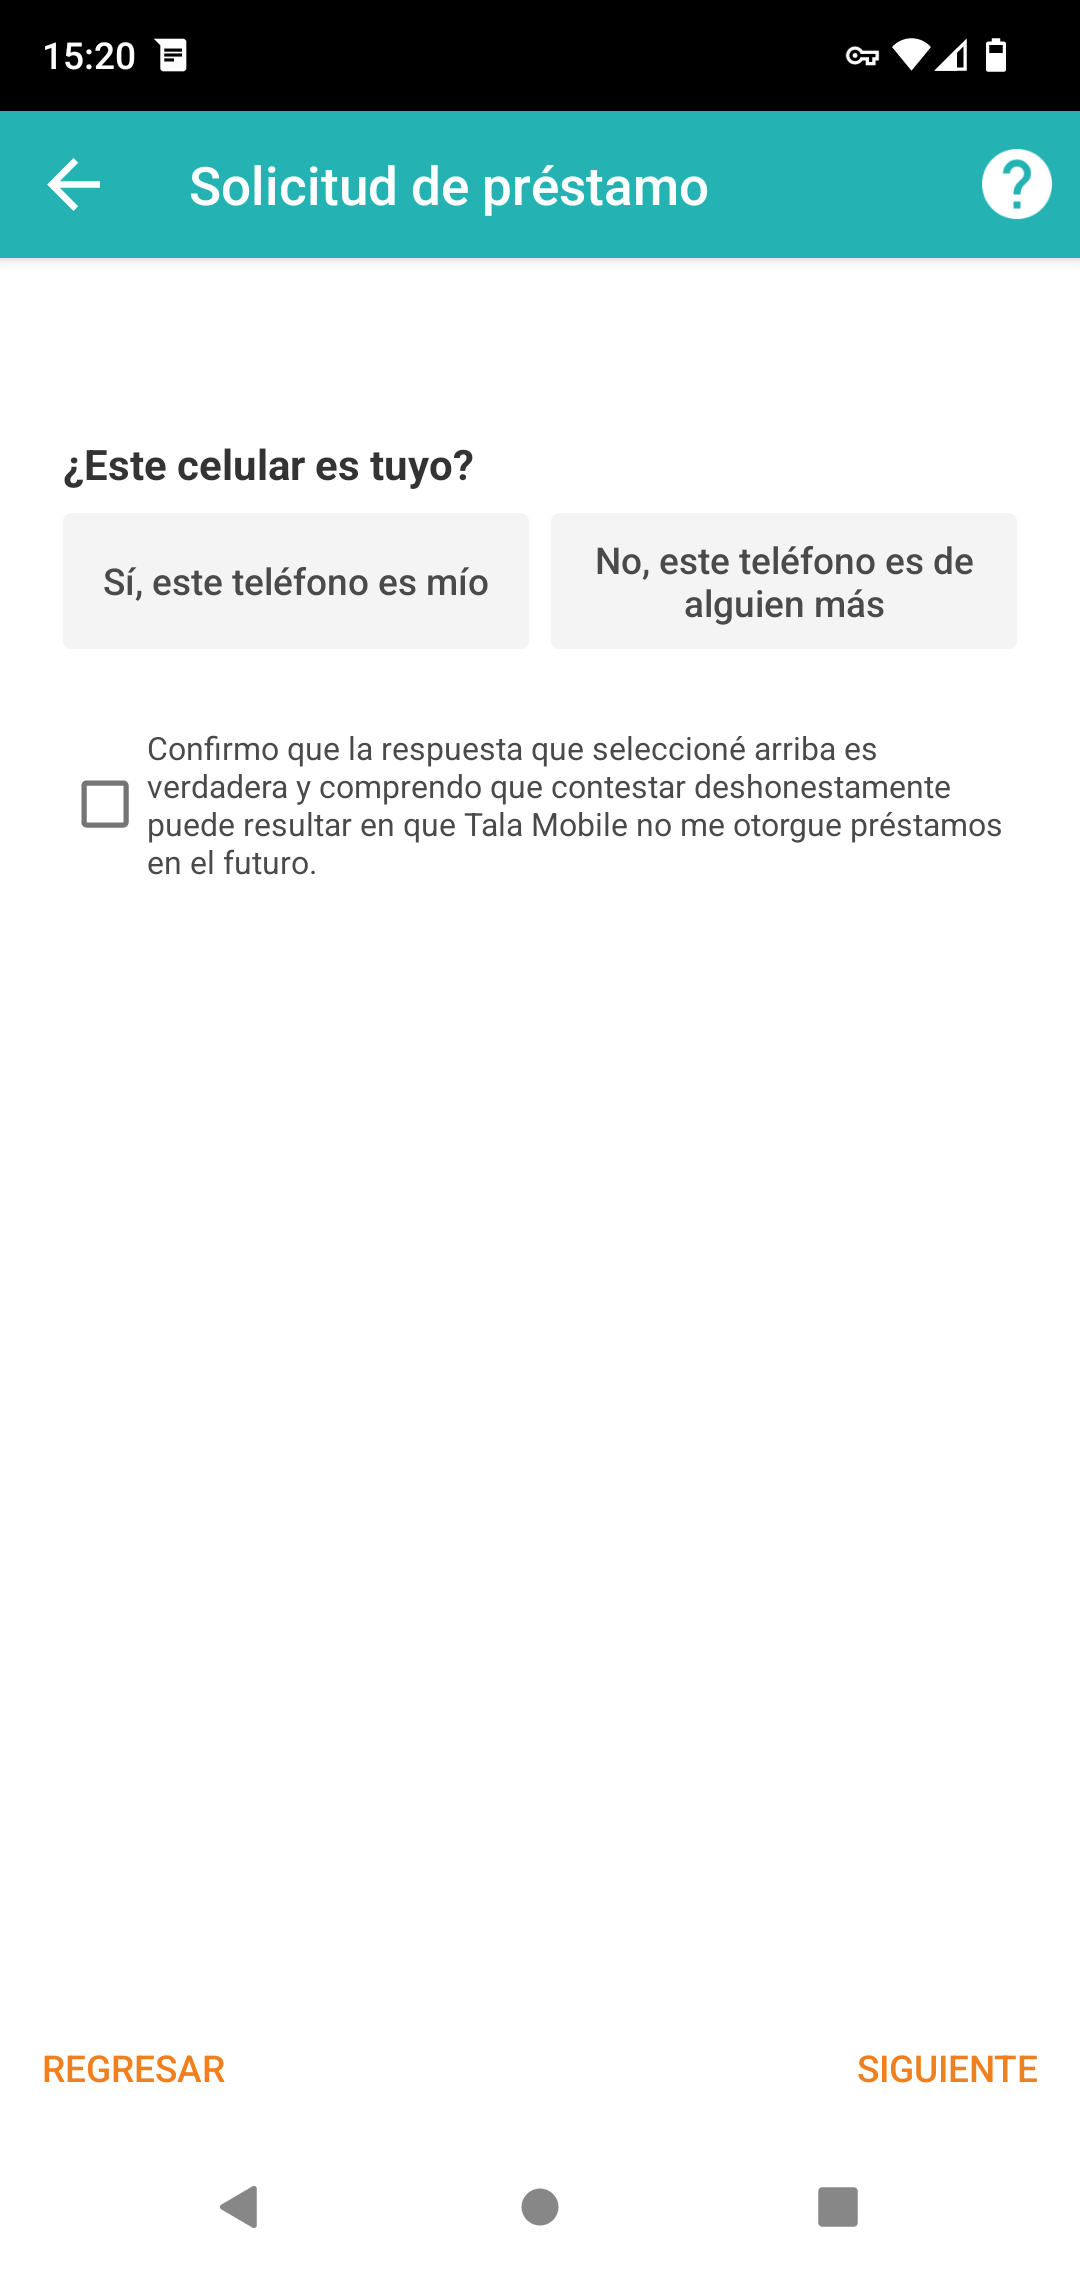 15:20
Solicitud de préstamo
¿Este celular es tuyo?
Sí, este teléfono es mío
No, este teléfono es de
alguien más
Confirmo que la respuesta que seleccioné arriba es
verdadera y comprendo que contestar deshonestamente
puede resultar en que Tala Mobile no me otorgue préstamos
en el futuro.
REGRESAR
SIGUIENTE